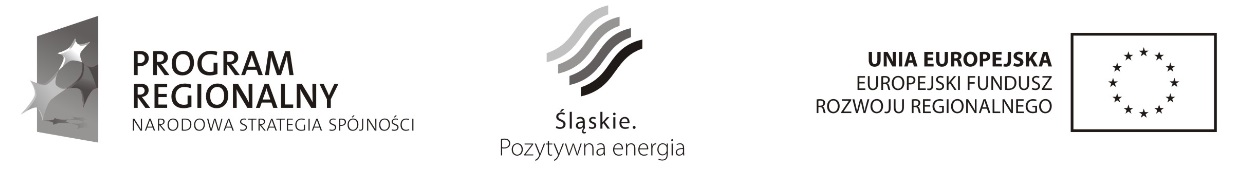 PROGRAM
REGIONALNY
NARODOWA STRATEGIA SPÓJNOŚCI
Śląskie.
Pozytywna energia
UNIA EUROPEJSKA
EUROPEJSKI FUNDUSZ
ROZWOJU REGIONALNEGO